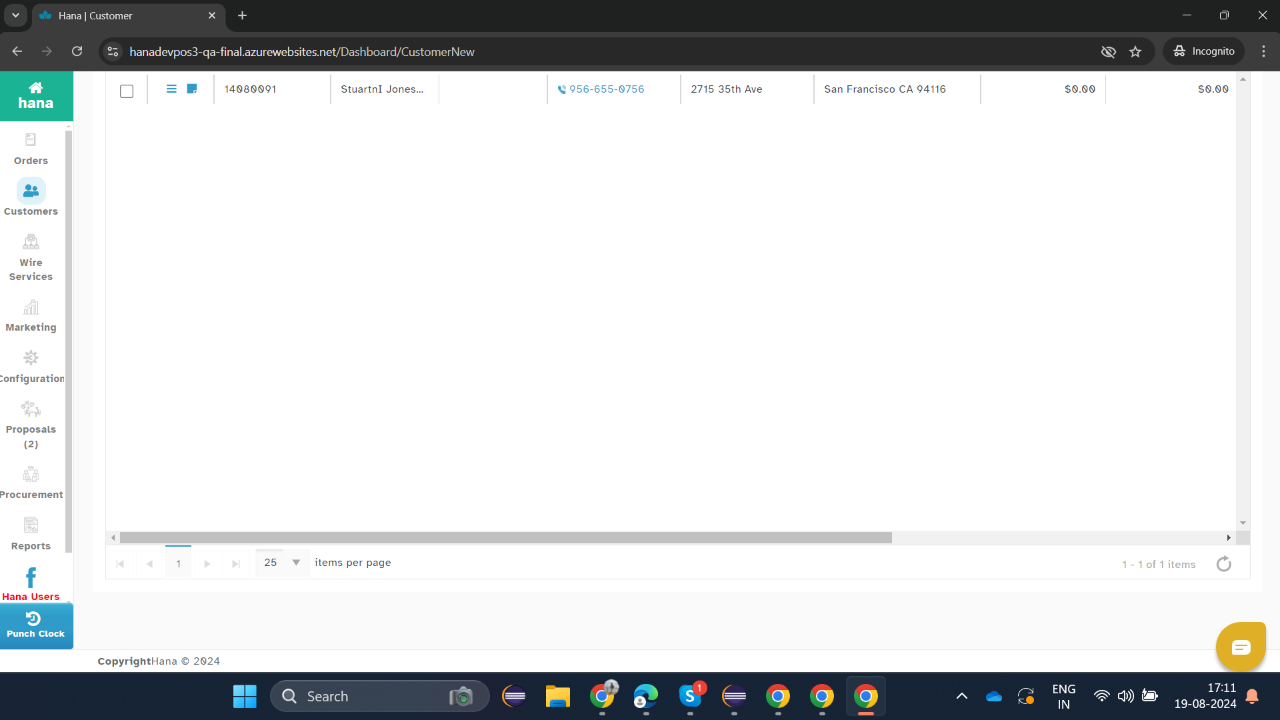 Hana | Customer
hanadevpos3-qa-final.azurewebsites.net/Dashboard/CustomerNew
Incognito
hana
14080091 StuartnI Jones... 956-655-0756 2715 35th Ave San Francisco CA 94116 $0.00 $0.00
Orders
Customers
Wire
Services
Marketing
Configuration
Proposals
(2)
Procurement
Reports
Hana Users
Punch Clock
1 25 items per page 1 - 1 of 1 items
CopyrightHana © 2024
Search
1
ENG
IN
17:11
19-08-2024